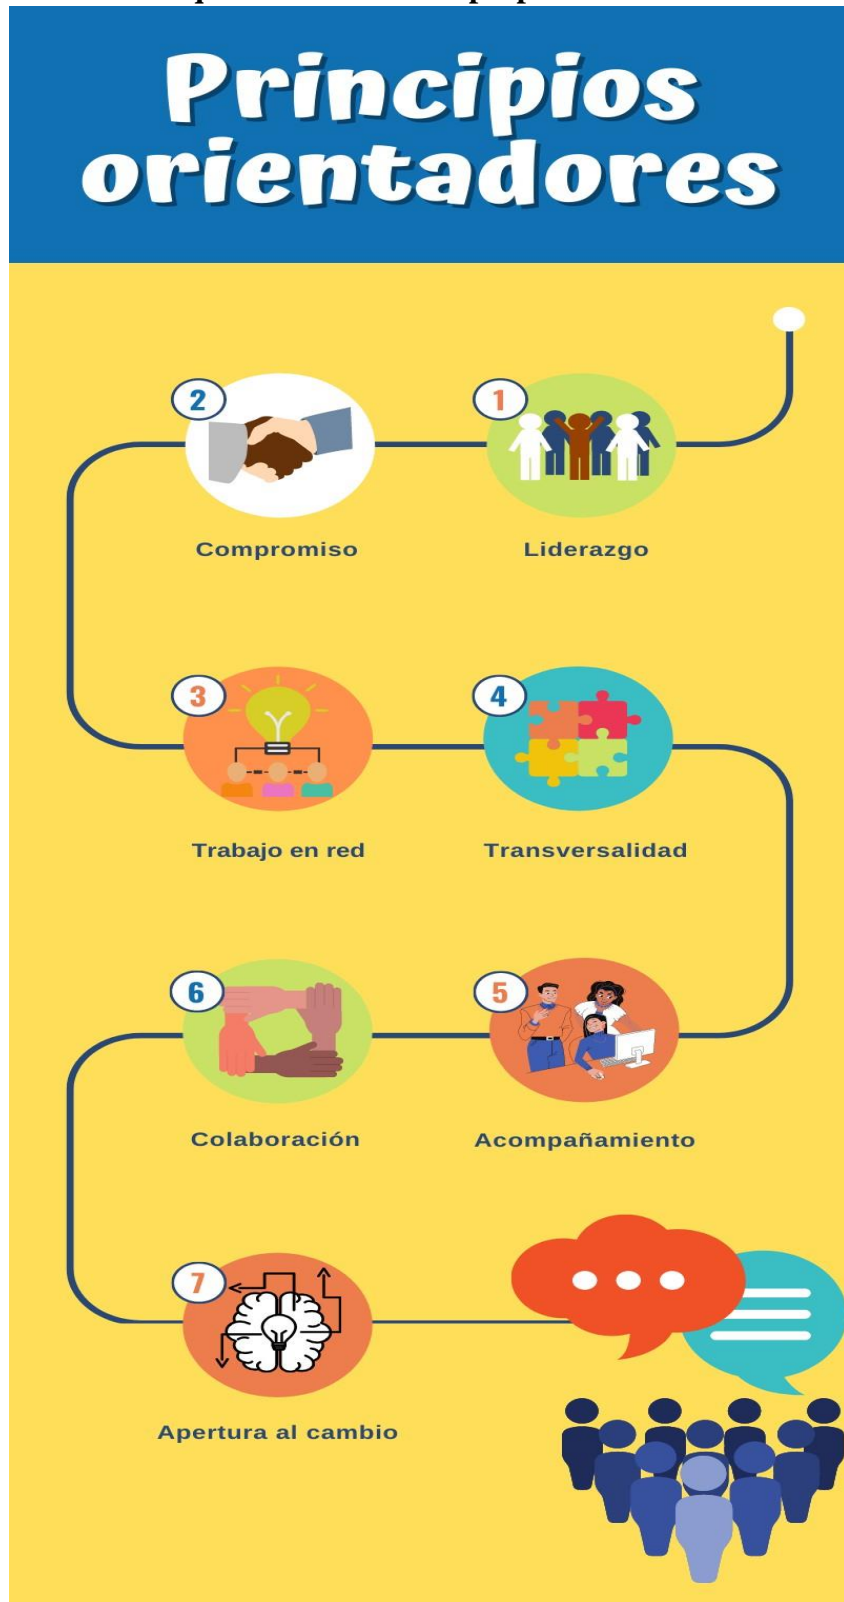 Principios
orientadores
1
Liderazgo
2
Compromiso
3
Trabajo en red
4
Transversalidad
5
Acompañamiento
6
Colaboración
7
Apertura al cambio